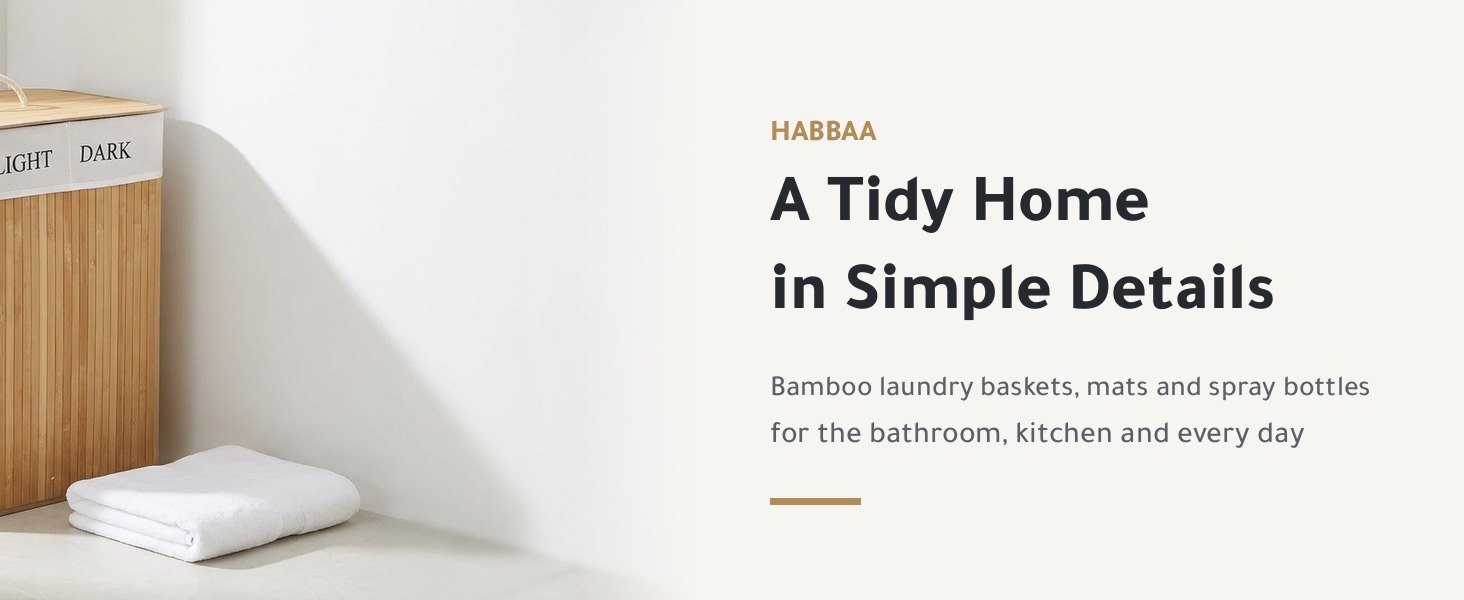 LIGHT DARK
HABBAA
A Tidy Home
in Simple Details
Bamboo laundry baskets, mats and spray bottles
for the bathroom, kitchen and every day